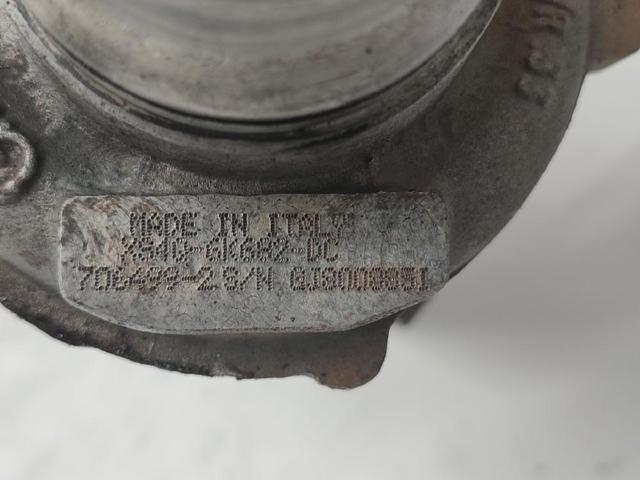 MADE IN ITALY
XS4Q-6K682-DC
706499-2 S/N